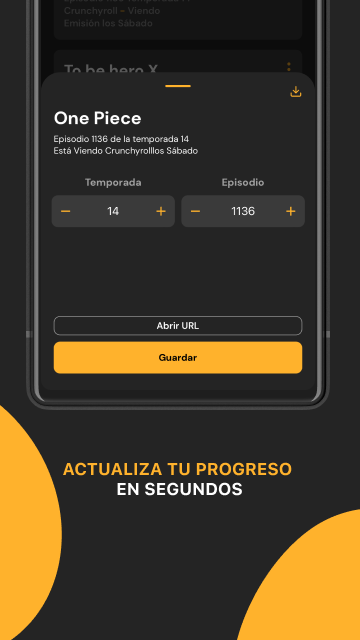 Crunchyroll - Viendo
Emisión los Sábado
To be hero X
One Piece
Episodio 1136 de la temporada 14
Está Viendo Crunchyrolllos Sábado
Temporada
Episodio
− 14 +
− 1136 +
Abrir URL
Guardar
ACTUALIZA TU PROGRESO
EN SEGUNDOS